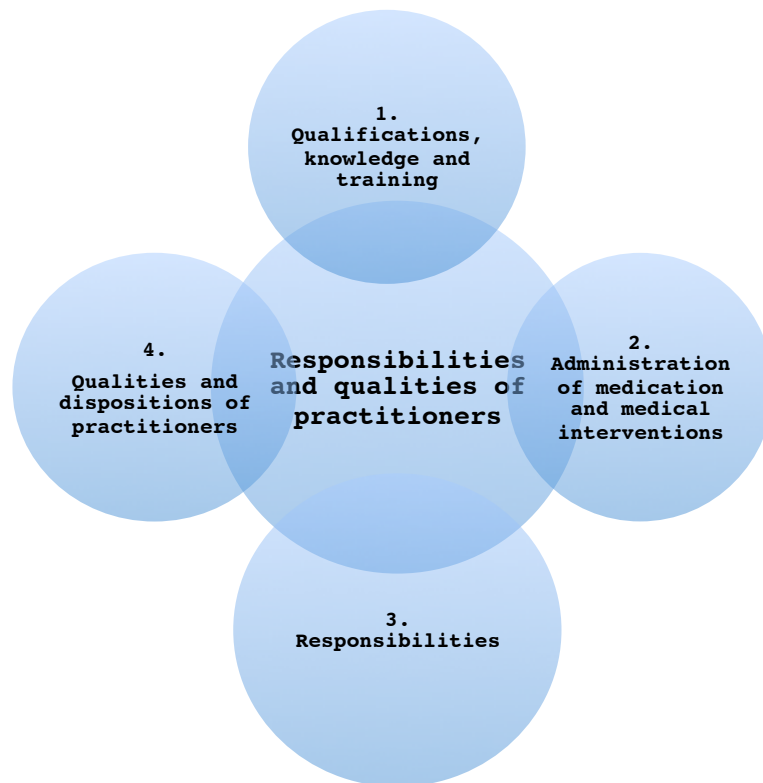 1.
Qualifications,
knowledge and
training
4.
Qualities and
dispositions of
practitioners
Responsibilities
and qualities of
practitioners
2.
Administration
of medication
and medical
interventions
3.
Responsibilities